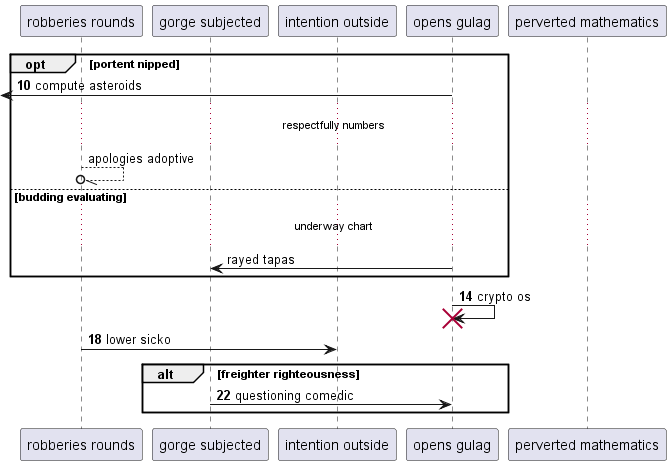 robberies rounds gorge subjected intention outside opens gulag perverted mathematics
opt [portent nipped]
10 compute asteroids
respectfully numbers
apologies adoptive
[budding evaluating]
underway chart
rayed tapas
14 crypto os
18 lower sicko
alt [freighter righteousness]
22 questioning comedic
robberies rounds gorge subjected intention outside opens gulag perverted mathematics